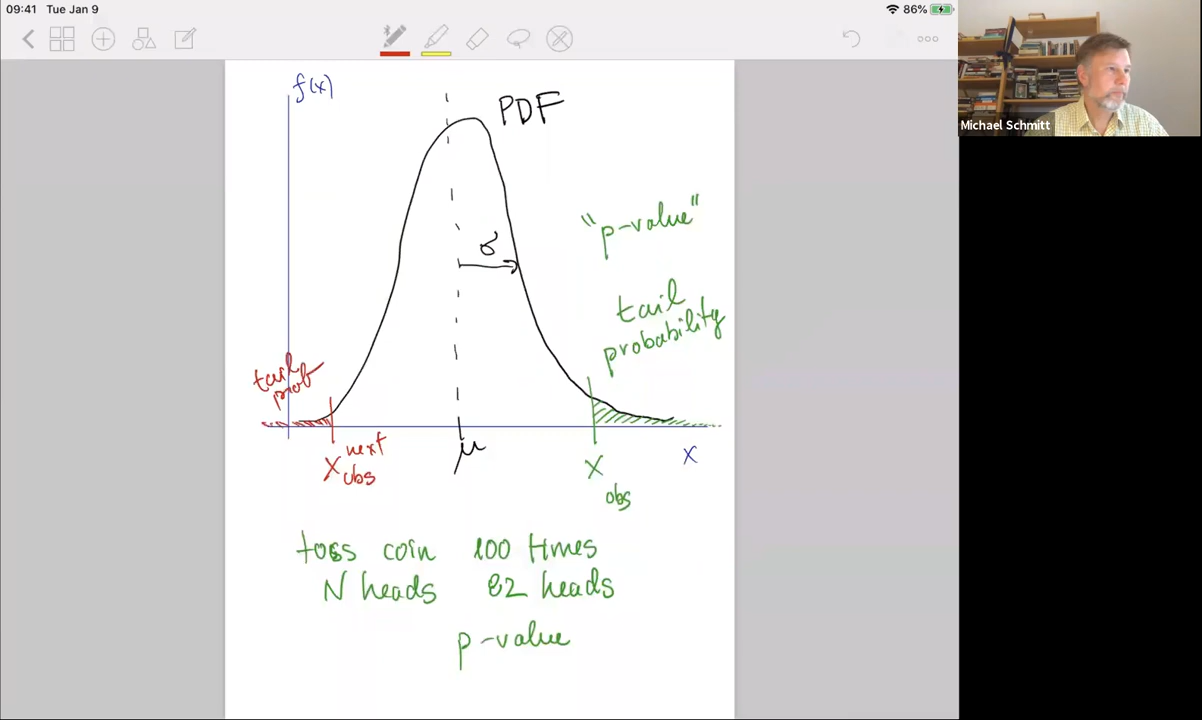 09:41 Tue Jan 9
86%
Michael Schmitt
f(x)
PDF
σ
"p-value"
tail
probability
tail
prob
μ
X next obs
X obs
x
toss coin 100 times
N heads 82 heads
p-value